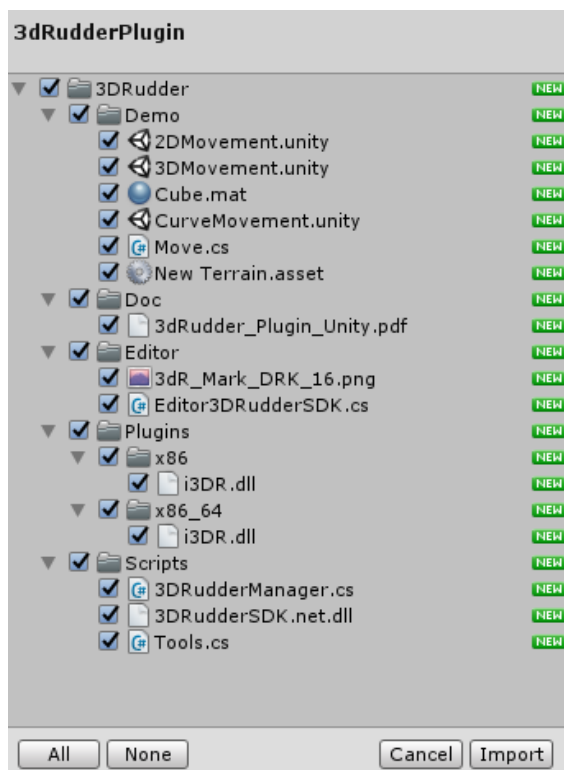 3dRudderPlugin
3DRudder NEW
Demo NEW
2DMovement.unity NEW
3DMovement.unity NEW
Cube.mat NEW
CurveMovement.unity NEW
C# Move.cs NEW
New Terrain.asset NEW
Doc NEW
3dRudder_Plugin_Unity.pdf NEW
Editor NEW
3dR_Mark_DRK_16.png NEW
C# Editor3DRudderSDK.cs NEW
Plugins NEW
x86 NEW
i3DR.dll NEW
x86_64 NEW
i3DR.dll NEW
Scripts NEW
C# 3DRudderManager.cs NEW
3DRudderSDK.net.dll NEW
C# Tools.cs NEW
All None Cancel Import